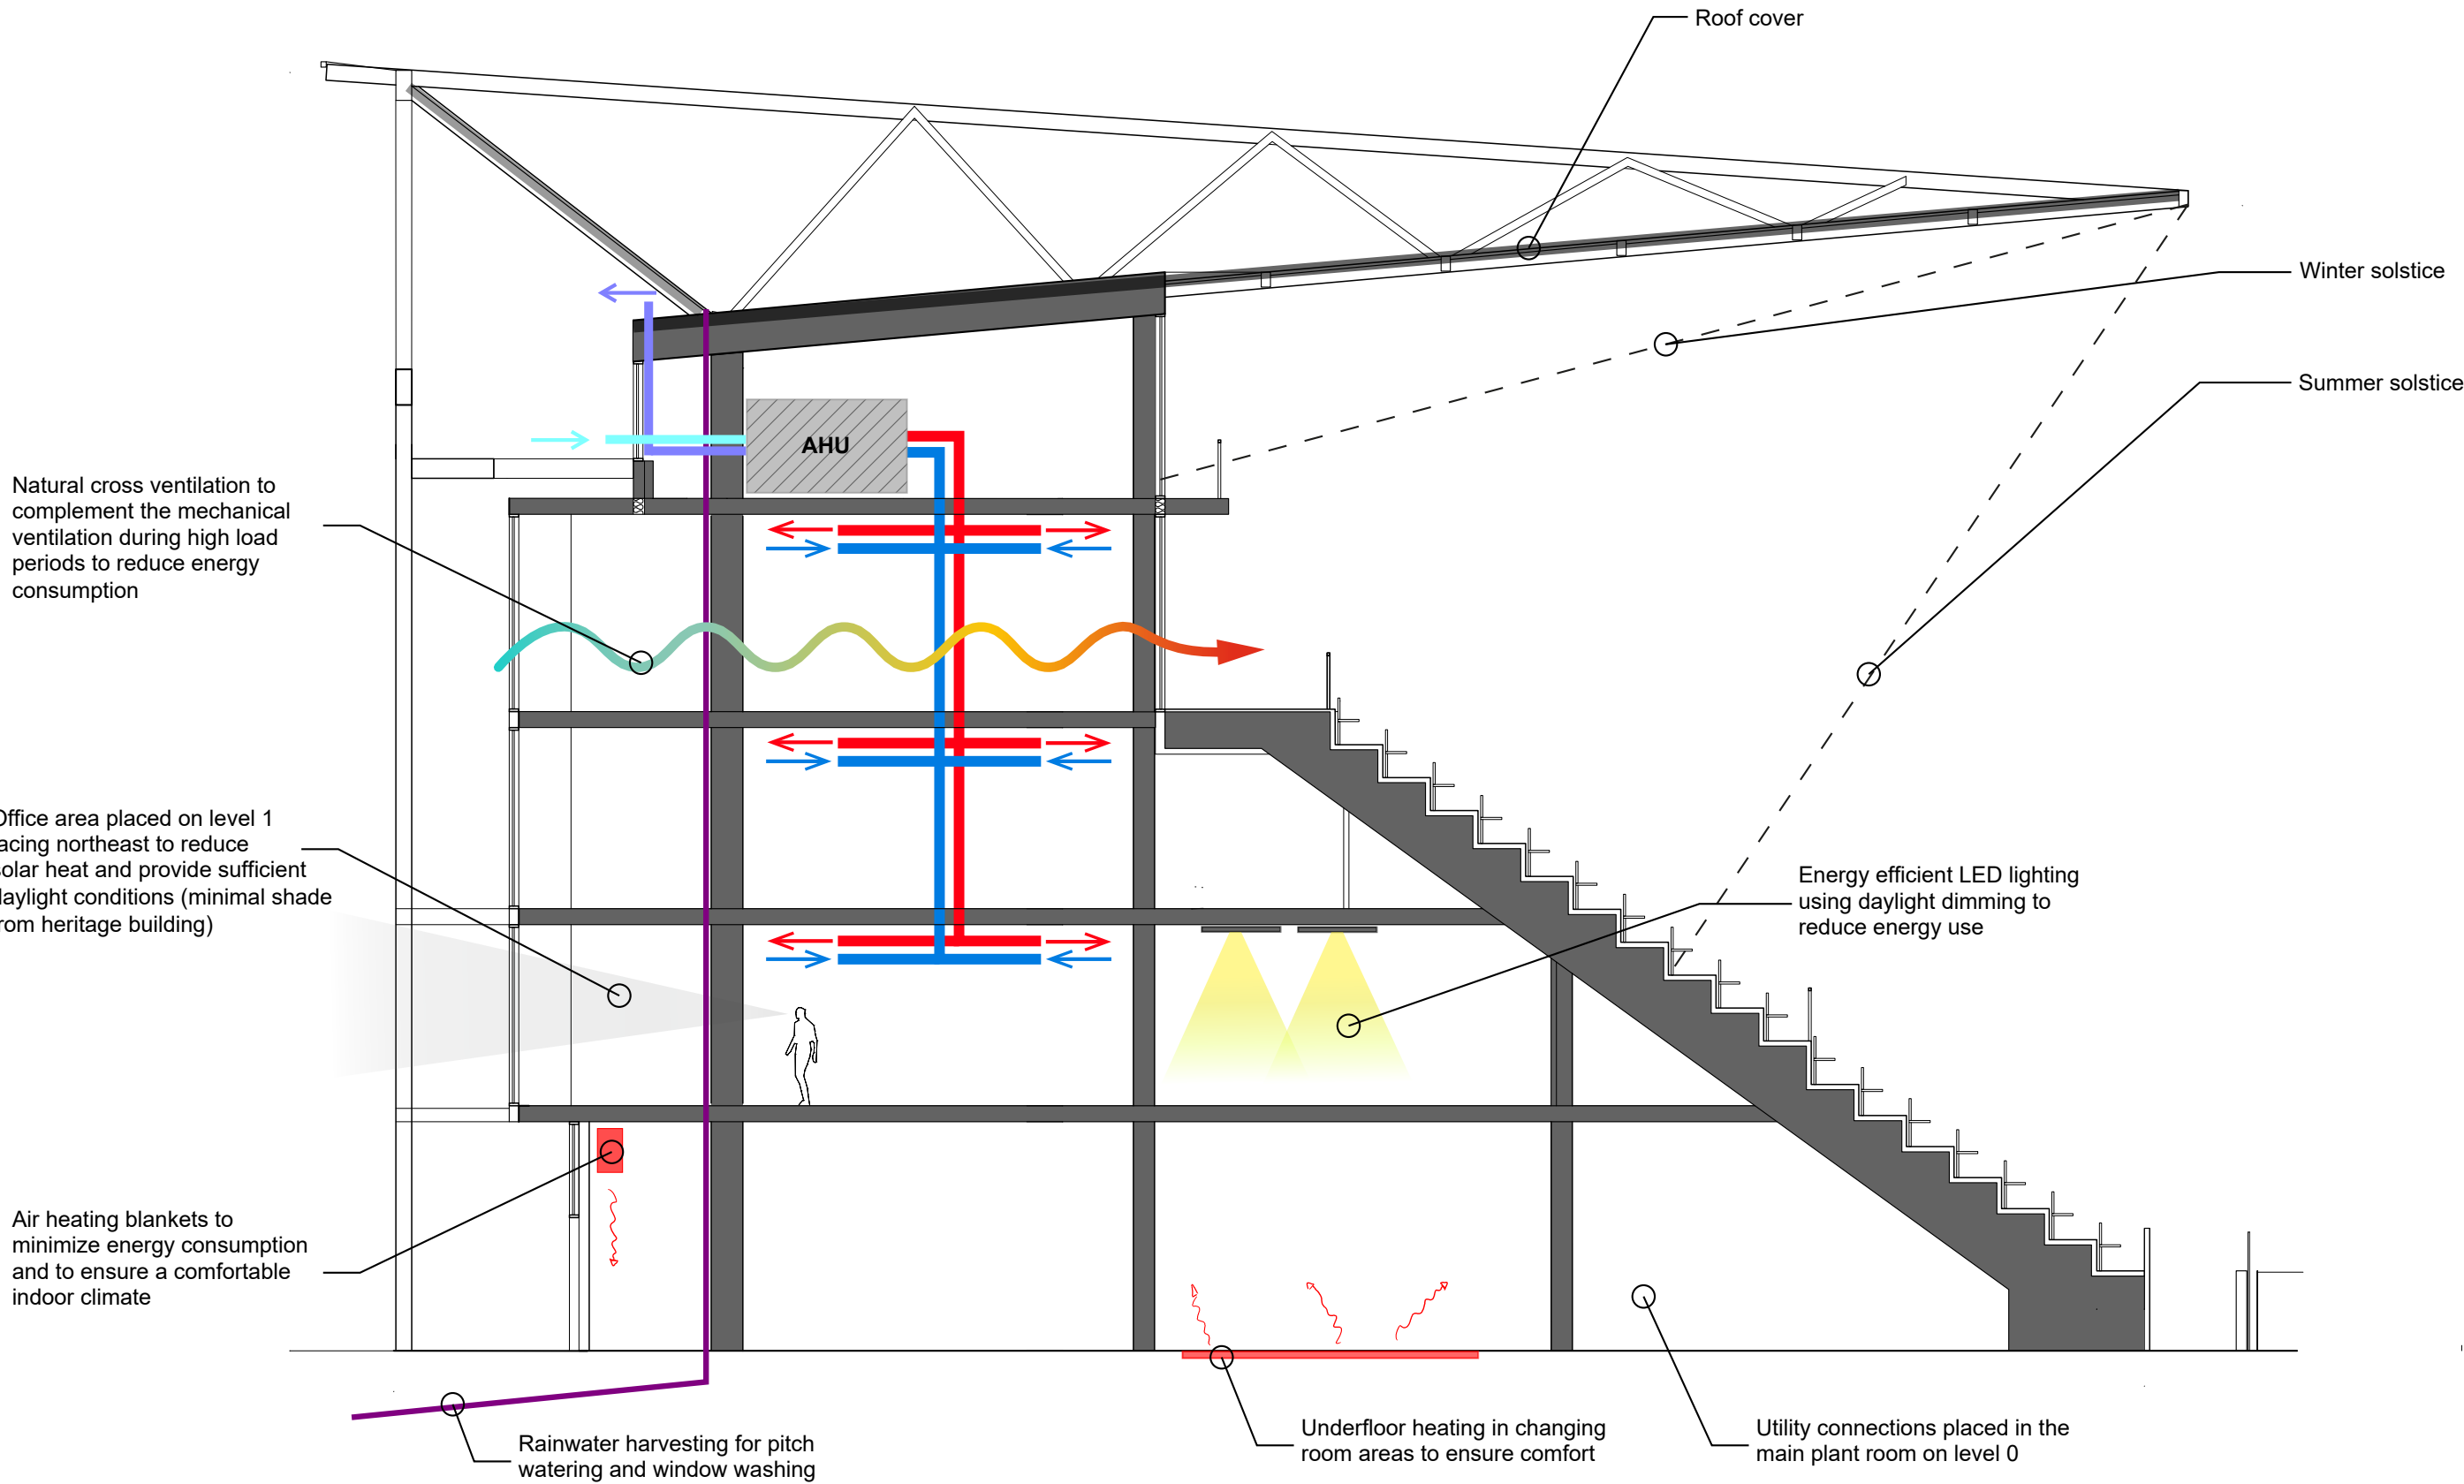 Roof cover
Winter solstice
Summer solstice
AHU
Natural cross ventilation to
complement the mechanical
ventilation during high load
periods to reduce energy
consumption
Office area placed on level 1
facing northeast to reduce
solar heat and provide sufficient
daylight conditions (minimal shade
from heritage building)
Energy efficient LED lighting
using daylight dimming to
reduce energy use
Air heating blankets to
minimize energy consumption
and to ensure a comfortable
indoor climate
Rainwater harvesting for pitch
watering and window washing
Underfloor heating in changing
room areas to ensure comfort
Utility connections placed in the
main plant room on level 0